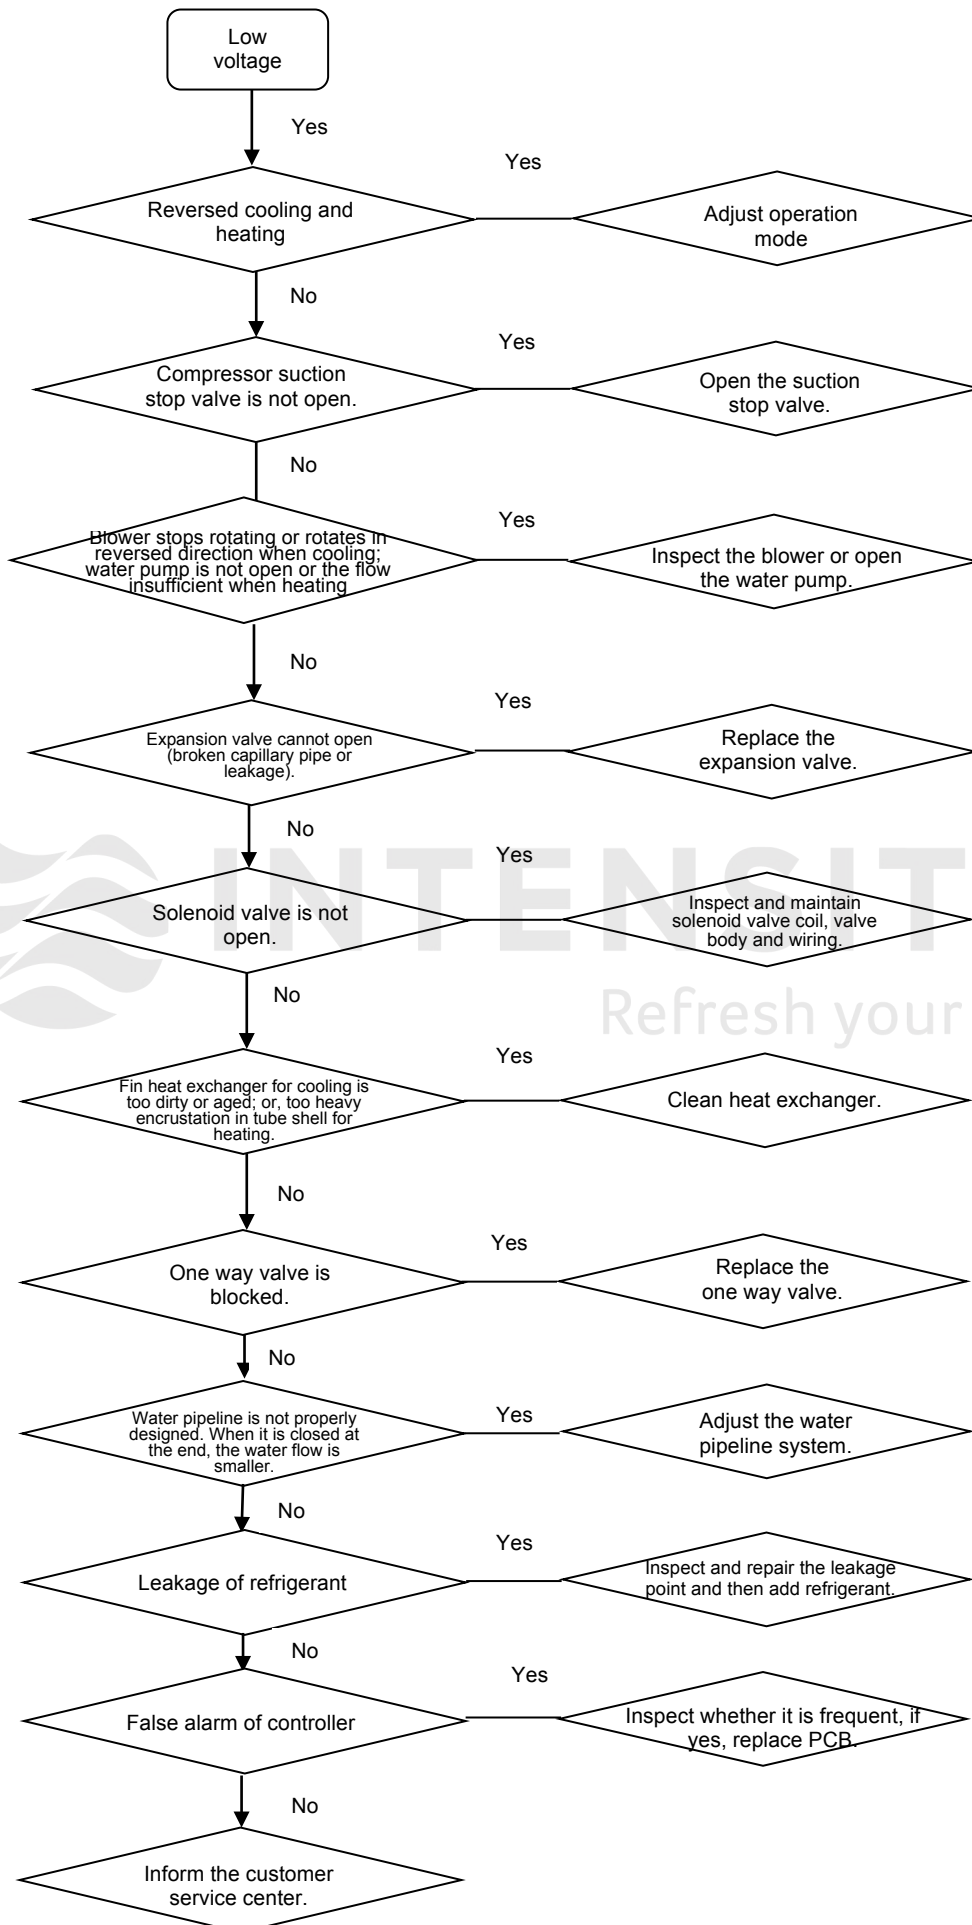 Low
voltage
Yes
Yes
Reversed cooling and
heating
Adjust operation
mode
No
Yes
Compressor suction
stop valve is not open.
Open the suction
stop valve.
No
Yes
Blower stops rotating or rotates in
reversed direction when cooling;
water pump is not open or the flow
insufficient when heating
Inspect the blower or open
the water pump.
No
Yes
Expansion valve cannot open
(broken capillary pipe or
leakage).
Replace the
expansion valve.
No
Yes
INTENSIT
Solenoid valve is not
open.
Inspect and maintain
solenoid valve coil, valve
body and wiring.
No
Refresh your
Yes
Fin heat exchanger for cooling is
too dirty or aged; or, too heavy
encrustation in tube shell for
heating.
Clean heat exchanger.
No
Yes
One way valve is
blocked.
Replace the
one way valve.
No
Yes
Water pipeline is not properly
designed. When it is closed at
the end, the water flow is
smaller.
Adjust the water
pipeline system.
No
Yes
Leakage of refrigerant
Inspect and repair the leakage
point and then add refrigerant.
No
Yes
False alarm of controller
Inspect whether it is frequent, if
yes, replace PCB.
No
Inform the customer
service center.